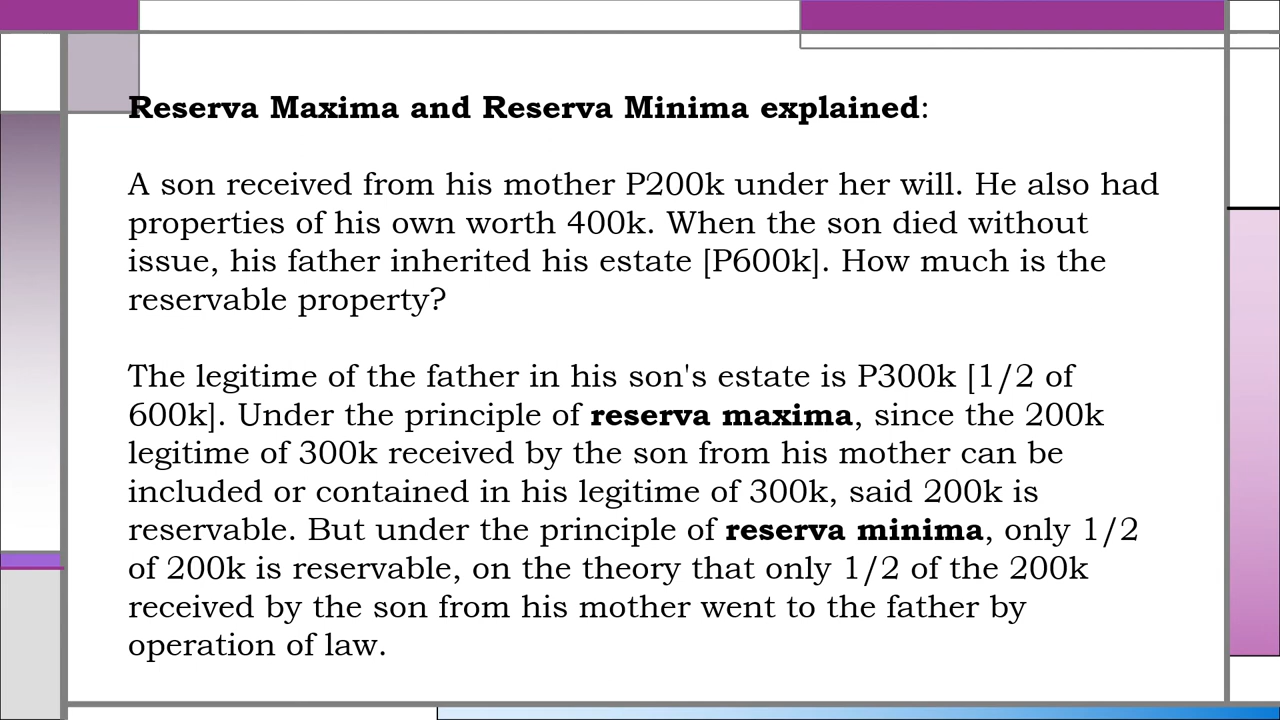 Reserva Maxima and Reserva Minima explained:
A son received from his mother P200k under her will. He also had
properties of his own worth 400k. When the son died without
issue, his father inherited his estate [P600k]. How much is the
reservable property?
The legitime of the father in his son's estate is P300k [1/2 of
600k]. Under the principle of reserva maxima, since the 200k
legitime of 300k received by the son from his mother can be
included or contained in his legitime of 300k, said 200k is
reservable. But under the principle of reserva minima, only 1/2
of 200k is reservable, on the theory that only 1/2 of the 200k
received by the son from his mother went to the father by
operation of law.